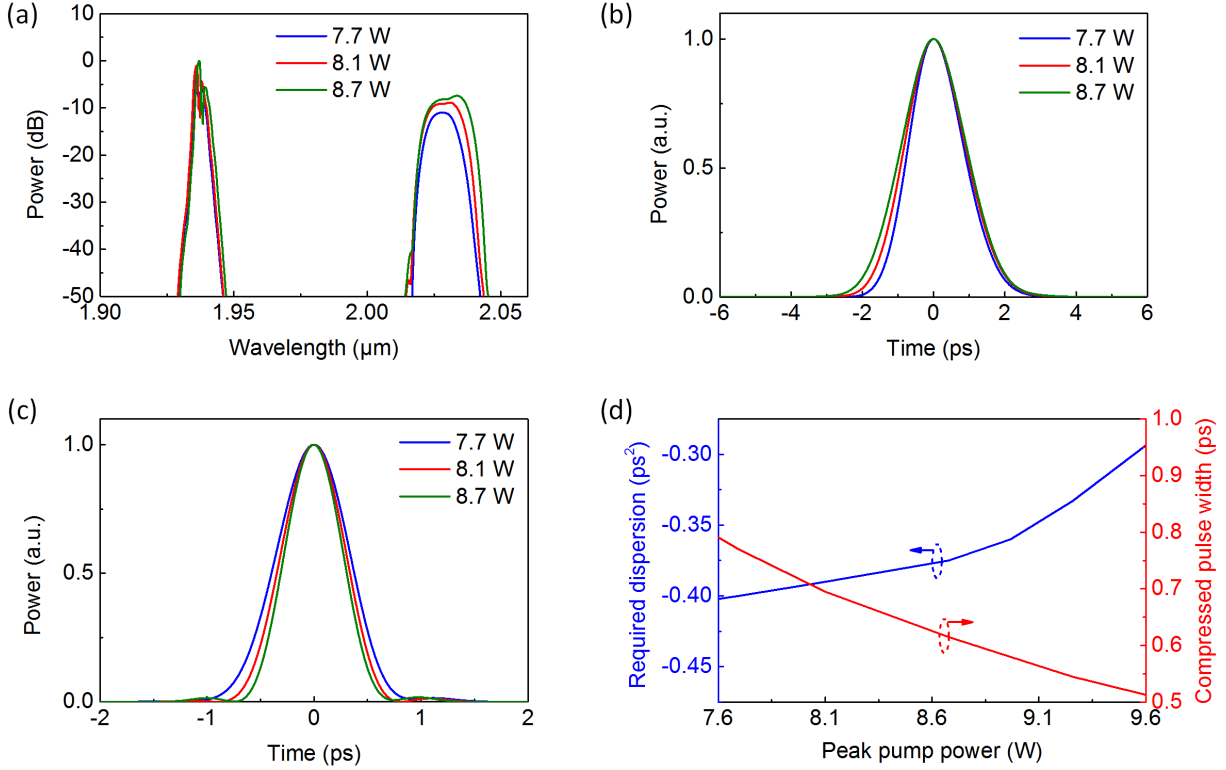 (a)
10
0
-10
-20
-30
-40
-50
Power (dB)
1.90
1.95
2.00
2.05
Wavelength (µm)
7.7 W
8.1 W
8.7 W
(b)
1.0
0.5
0.0
Power (a.u.)
-6
-4
-2
0
2
4
6
Time (ps)
7.7 W
8.1 W
8.7 W
(c)
1.0
0.5
0.0
Power (a.u.)
-2
-1
0
1
2
Time (ps)
7.7 W
8.1 W
8.7 W
(d)
-0.30
-0.35
-0.40
-0.45
Required dispersion (ps²)
7.6
8.1
8.6
9.1
9.6
Peak pump power (W)
1.0
0.9
0.8
0.7
0.6
0.5
Compressed pulse width (ps)